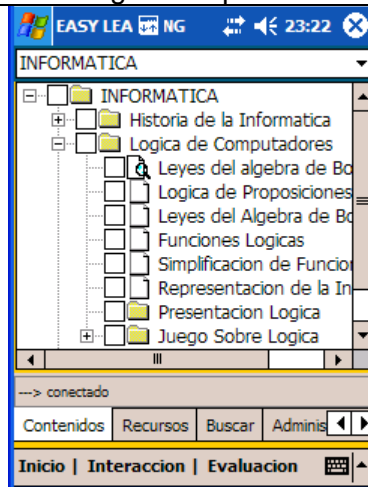 EASY LEA NG 23:22
INFORMATICA
INFORMATICA
Historia de la Informatica
Logica de Computadores
Leyes del algebra de Bo
Logica de Proposiciones
Leyes del Algebra de Bo
Funciones Logicas
Simplificacion de Funcio
Representacion de la In
Presentacion Logica
Juego Sobre Logica
---> conectado
Contenidos Recursos Buscar Adminis
Inicio | Interaccion | Evaluacion